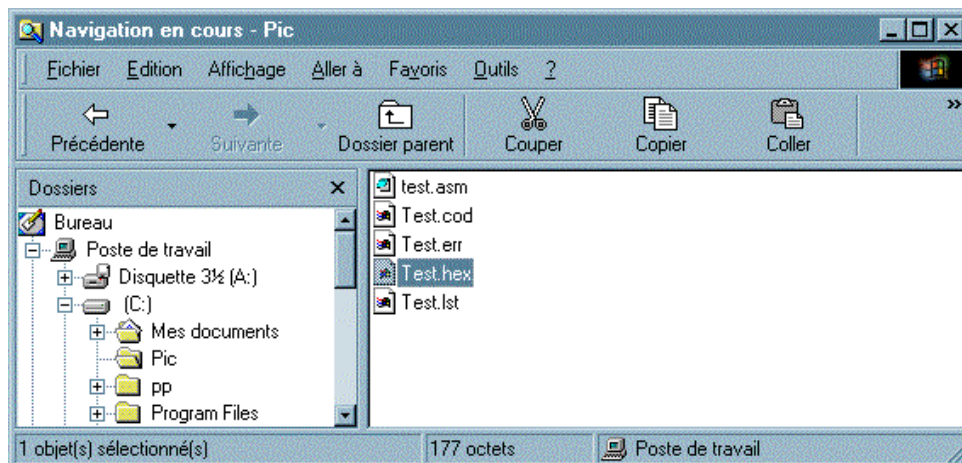 Navigation en cours - Pic
Fichier Edition Affichage Aller à Favoris Outils ?
Précédente Suivante Dossier parent Couper Copier Coller »
Dossiers
Bureau
Poste de travail
Disquette 3½ (A:)
(C:)
Mes documents
Pic
pp
Program Files
test.asm
Test.cod
Test.err
Test.hex
Test.lst
1 objet(s) sélectionné(s) 177 octets Poste de travail